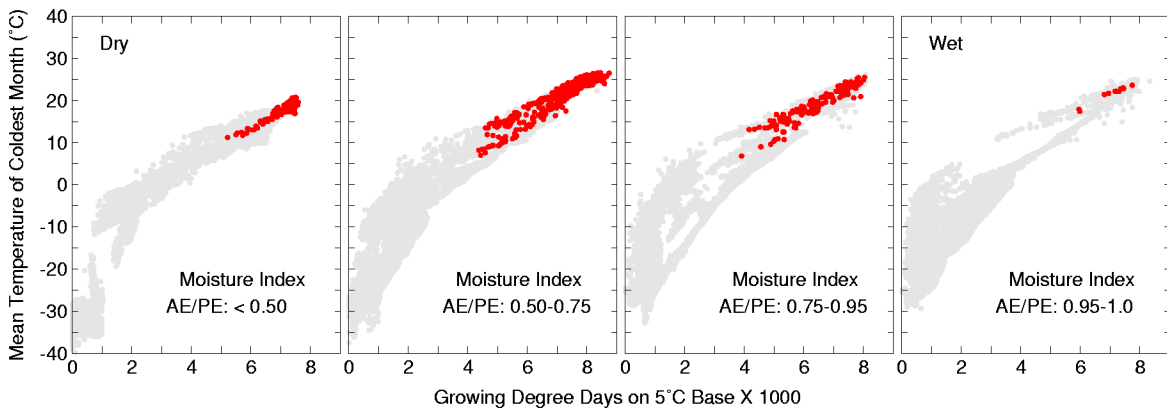 Mean Temperature of Coldest Month (˚C)
40
30
20
10
0
-10
-20
-30
-40
Dry
Wet
Moisture Index
AE/PE: < 0.50
Moisture Index
AE/PE: 0.50-0.75
Moisture Index
AE/PE: 0.75-0.95
Moisture Index
AE/PE: 0.95-1.0
0 2 4 6 8
0 2 4 6 8
0 2 4 6 8
0 2 4 6 8
Growing Degree Days on 5˚C Base X 1000